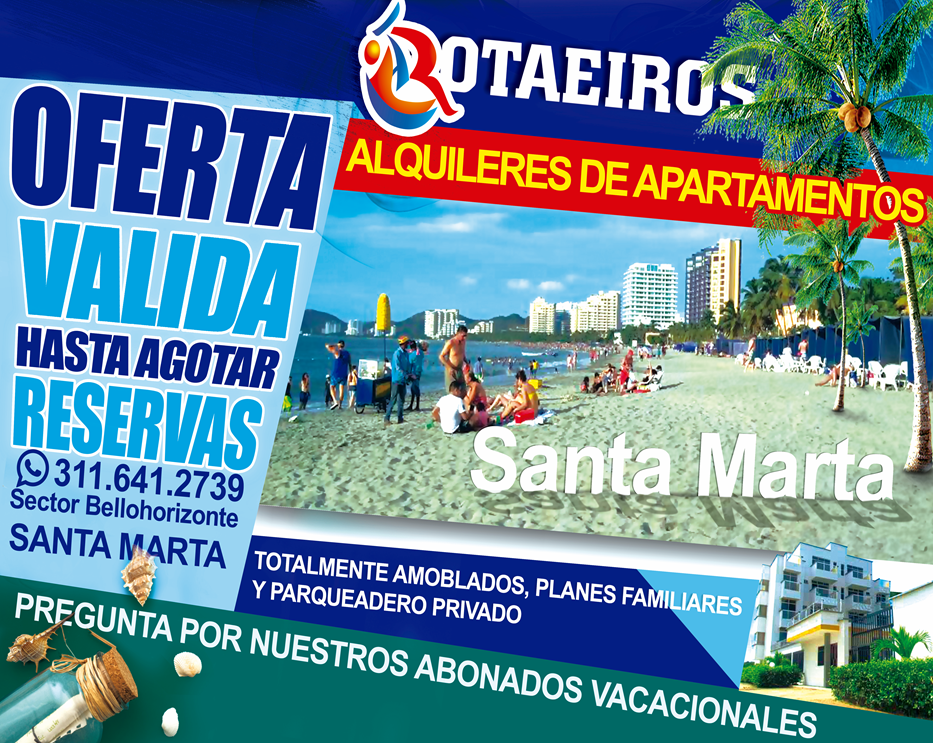 ROTAEIROS
ALQUILERES DE APARTAMENTOS
OFERTA
VALIDA
HASTA AGOTAR
RESERVAS
311.641.2739
Sector Bellohorizonte
SANTA MARTA
Santa Marta
TOTALMENTE AMOBLADOS, PLANES FAMILIARES
Y PARQUEADERO PRIVADO
PREGUNTA POR NUESTROS ABONADOS VACACIONALES